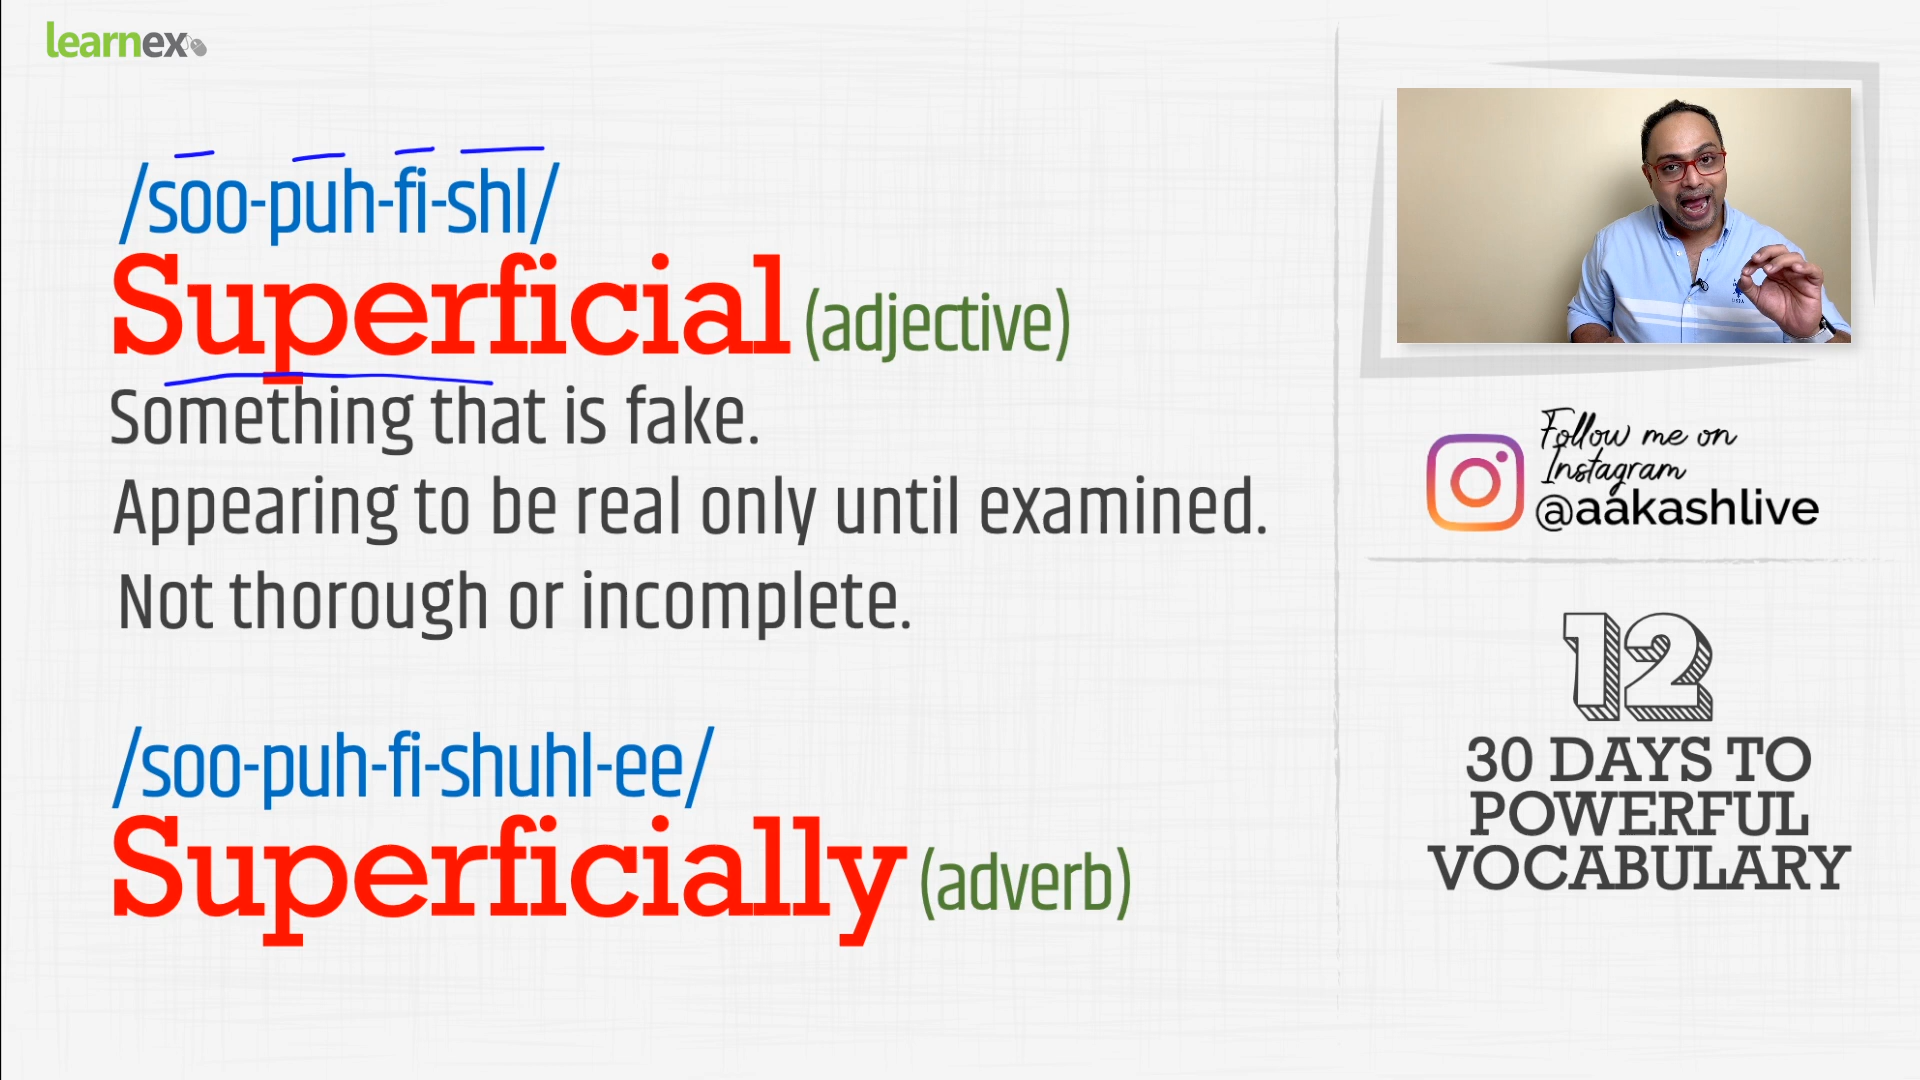 learnex
/soo-puh-fi-shl/
Superficial (adjective)
Something that is fake.
Appearing to be real only until examined.
Not thorough or incomplete.
/soo-puh-fi-shuhl-ee/
Superficially (adverb)
Follow me on
Instagram
@aakashlive
12
30 DAYS TO
POWERFUL
VOCABULARY